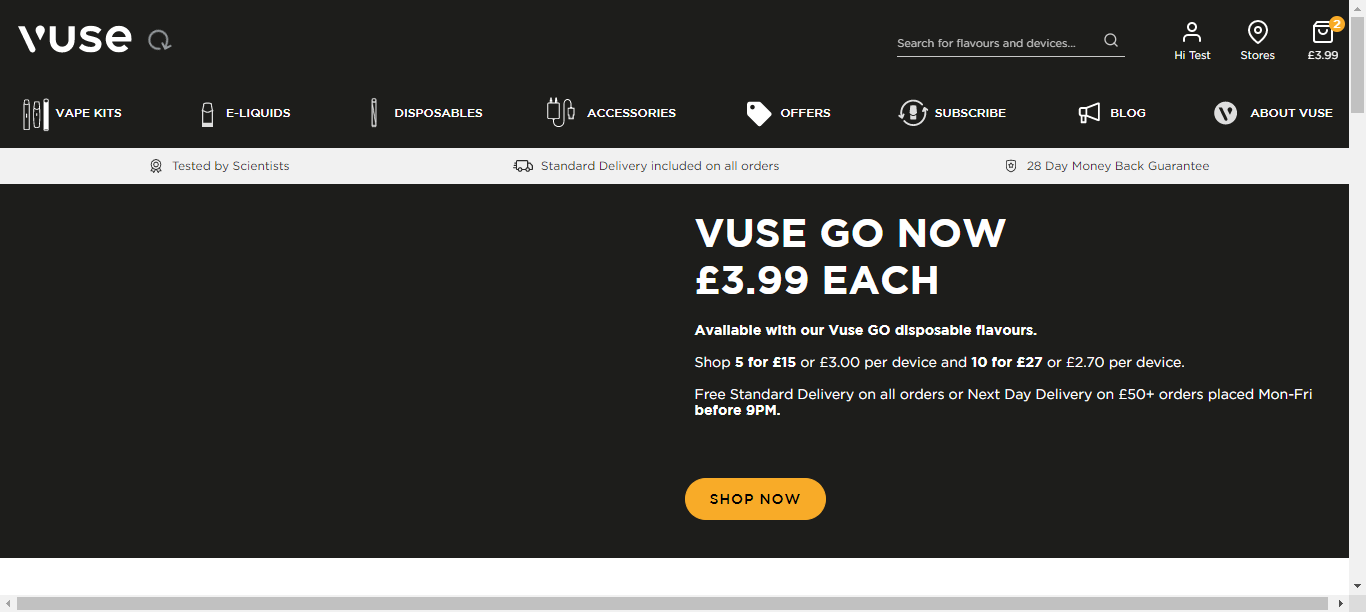 vuse
Search for flavours and devices...
Hi Test
Stores
2
£3.99
VAPE KITS
E-LIQUIDS
DISPOSABLES
ACCESSORIES
OFFERS
SUBSCRIBE
BLOG
V
ABOUT VUSE
Tested by Scientists
Standard Delivery included on all orders
28 Day Money Back Guarantee
VUSE GO NOW
£3.99 EACH
Available with our Vuse GO disposable flavours.
Shop 5 for £15 or £3.00 per device and 10 for £27 or £2.70 per device.
Free Standard Delivery on all orders or Next Day Delivery on £50+ orders placed Mon-Fri
before 9PM.
SHOP NOW